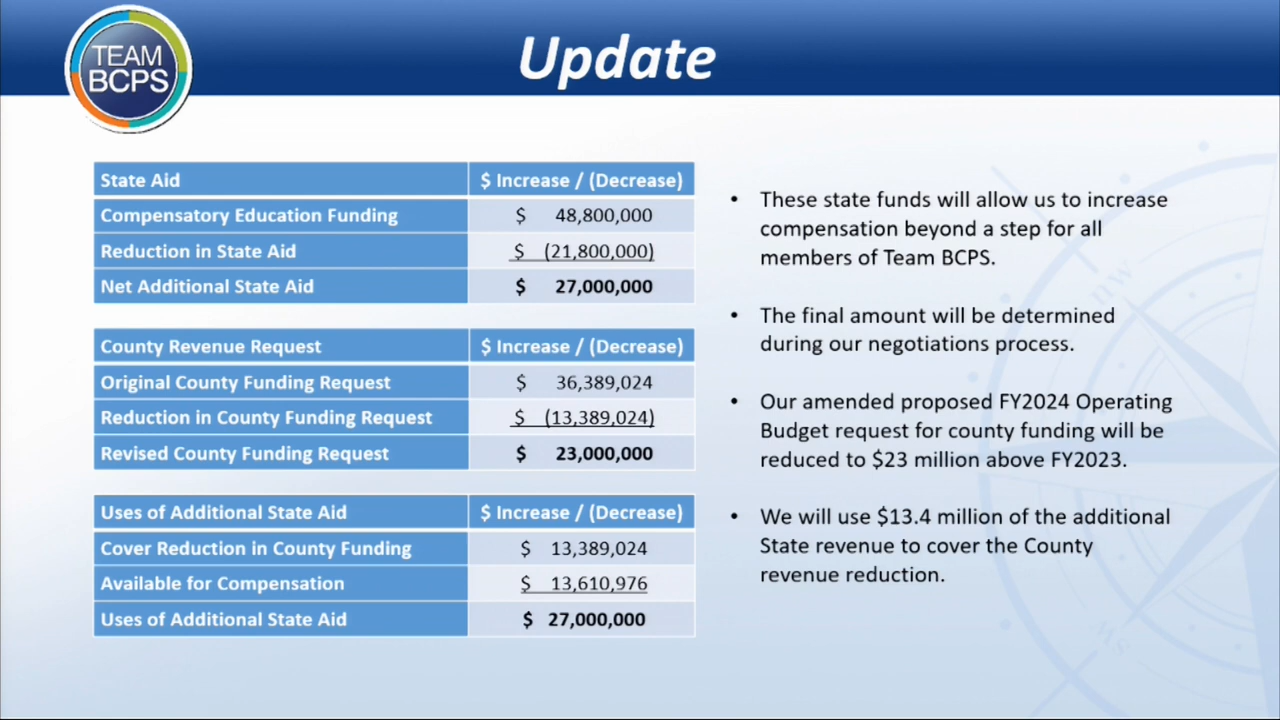 TEAM
BCPS
Update
State Aid $ Increase / (Decrease)
Compensatory Education Funding $ 48,800,000
Reduction in State Aid $ (21,800,000)
Net Additional State Aid $ 27,000,000
County Revenue Request $ Increase / (Decrease)
Original County Funding Request $ 36,389,024
Reduction in County Funding Request $ (13,389,024)
Revised County Funding Request $ 23,000,000
Uses of Additional State Aid $ Increase / (Decrease)
Cover Reduction in County Funding $ 13,389,024
Available for Compensation $ 13,610,976
Uses of Additional State Aid $ 27,000,000
• These state funds will allow us to increase
compensation beyond a step for all
members of Team BCPS.
• The final amount will be determined
during our negotiations process.
• Our amended proposed FY2024 Operating
Budget request for county funding will be
reduced to $23 million above FY2023.
• We will use $13.4 million of the additional
State revenue to cover the County
revenue reduction.
NW
SW